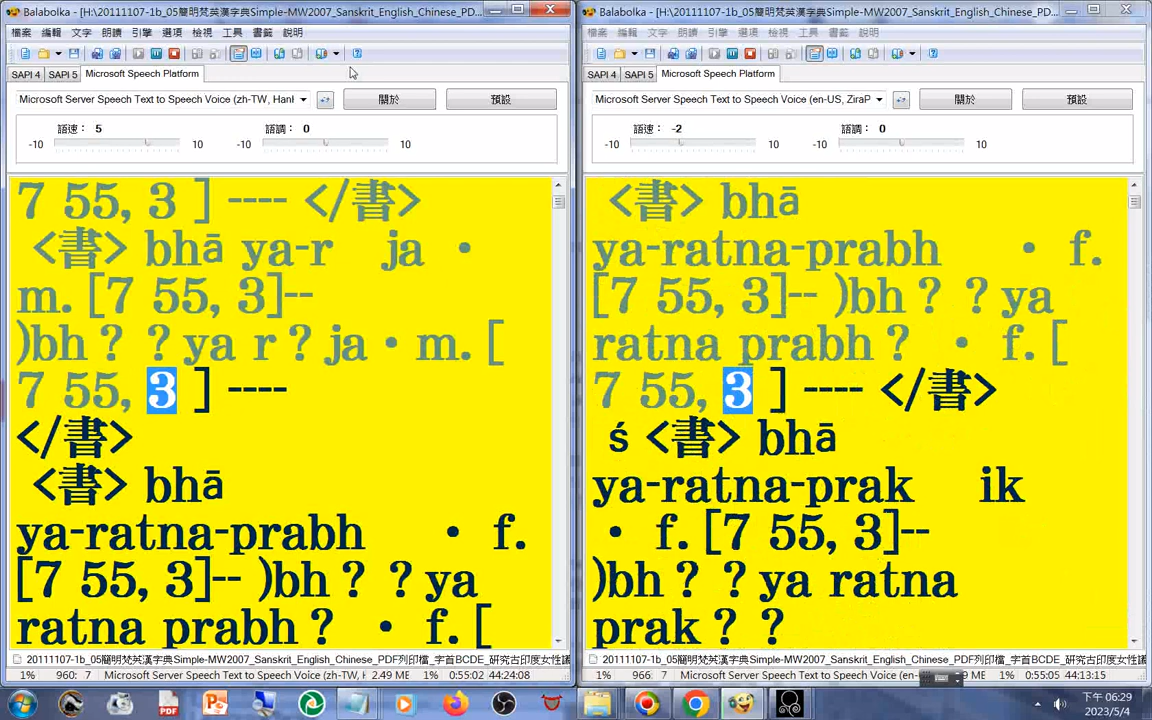 Balabolka - [H:\20111107-1b_05簡明梵英漢字典Simple-MW2007_Sanskrit_English_Chinese_PD...
檔案 編輯 文字 朗讀 引擎 選項 檢視 工具 書籤 說明
SAPI 4 SAPI 5 Microsoft Speech Platform
Microsoft Server Speech Text to Speech Voice (zh-TW, Hanl 關於 預設
語速： 5 語調： 0
-10 10 -10 10
7 55, 3 ] ---- </書>
<書> bhā ya-r ja •
m. [7 55, 3]--
)bh？？ya r？ja • m. [
7 55, 3 ] ----
</書>
<書> bhā
ya-ratna-prabh • f.
[7 55, 3]-- )bh？？ya
ratna prabh？ • f. [
20111107-1b_05簡明梵英漢字典Simple-MW2007_Sanskrit_English_Chinese_PDF列印檔_字首BCDE_研究古印度女性議
960: 7 Microsoft Server Speech Text to Speech Voice (zh-TW, H 2.49 MB 1% 0:55:02 44:24:08
Balabolka - [H:\20111107-1b_05簡明梵英漢字典Simple-MW2007_Sanskrit_English_Chinese_PDF...
檔案 編輯 文字 朗讀 引擎 選項 檢視 工具 書籤 說明
SAPI 4 SAPI 5 Microsoft Speech Platform
Microsoft Server Speech Text to Speech Voice (en-US, ZiraP 關於 預設
語速： -2 語調： 0
-10 10 -10 10
<書> bhā
ya-ratna-prabh • f.
[7 55, 3]-- )bh？？ya
ratna prabh？ • f. [
7 55, 3 ] ---- </書>
ś <書> bhā
ya-ratna-prak ik
• f. [7 55, 3]--
)bh？？ya ratna
prak？？
20111107-1b_05簡明梵英漢字典Simple-MW2007_Sanskrit_English_Chinese_PDF列印檔_字首BCDE_研究古印度女性議
1% 966: 7 Microsoft Server Speech Text to Speech Voice (en-US, 9 MB 1% 0:55:05 44:13:15
PDF
下午 06:29
2023/5/4